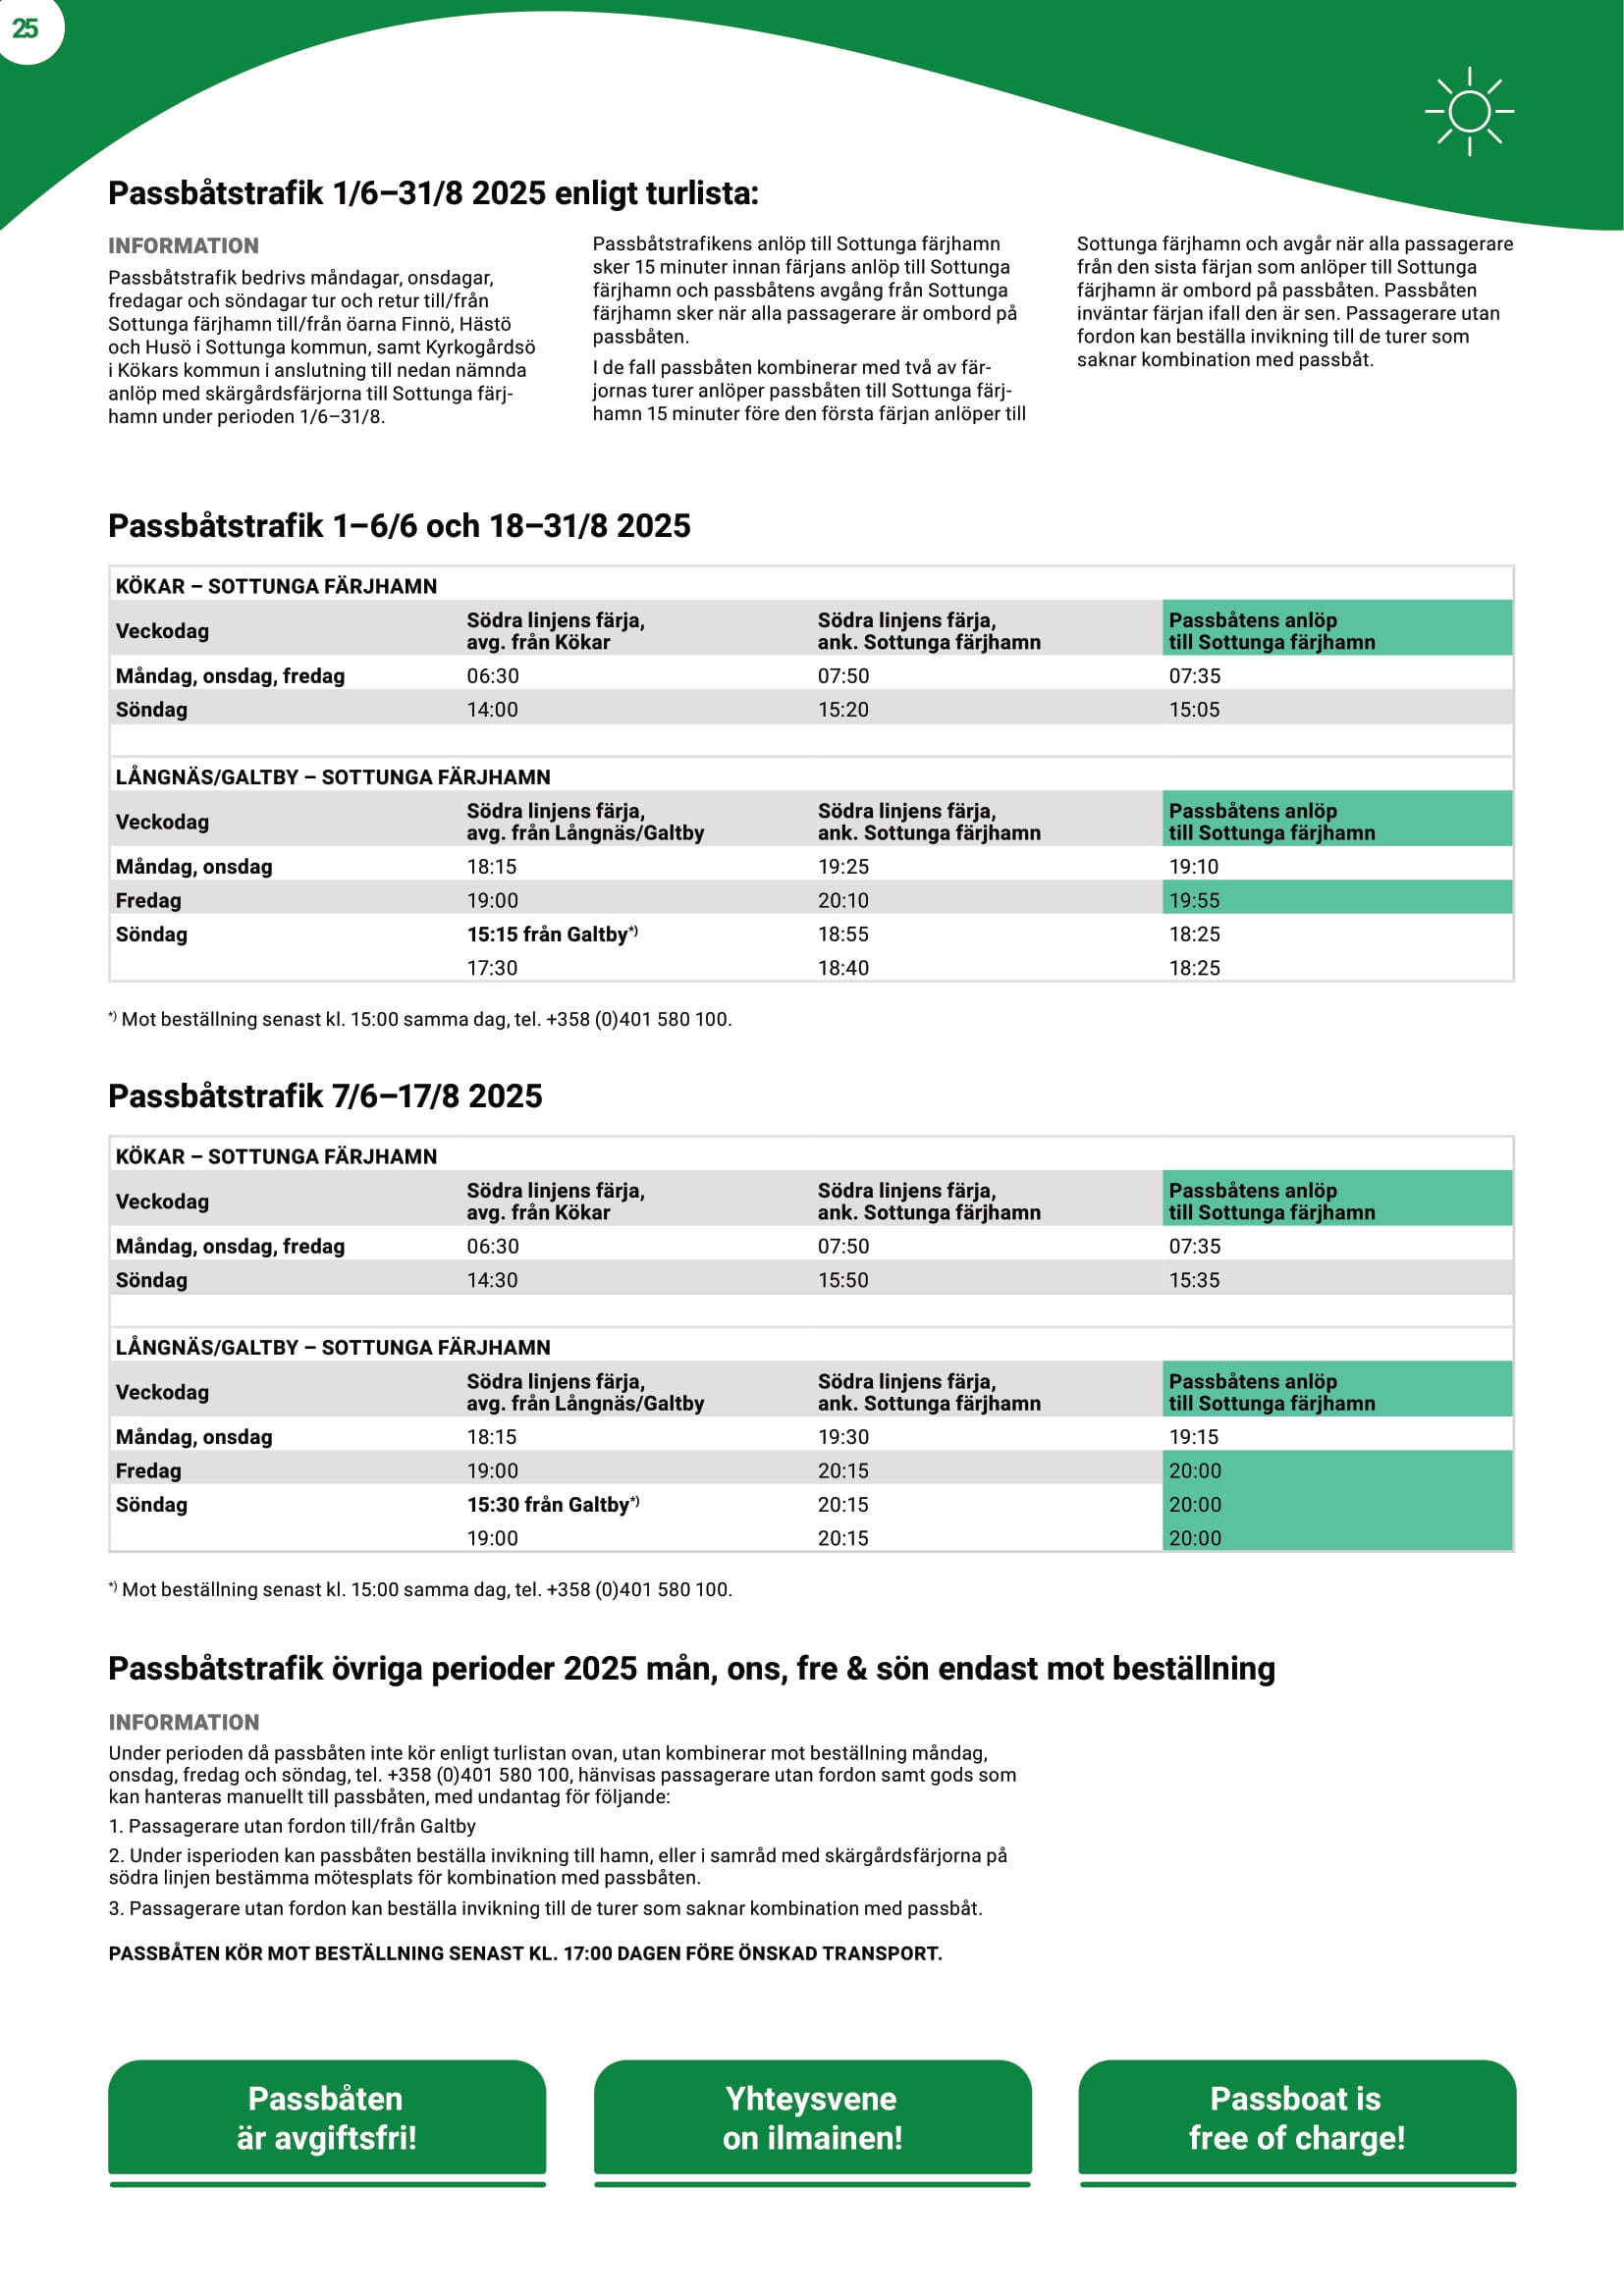 25
Passbåtstrafik 1/6–31/8 2025 enligt turlista:
INFORMATION
Passbåtstrafik bedrivs måndagar, onsdagar,
fredagar och söndagar tur och retur till/från
Sottunga färjhamn till/från öarna Finnö, Hästö
och Husö i Sottunga kommun, samt Kyrkogårdsö
i Kökars kommun i anslutning till nedan nämnda
anlöp med skärgårdsfärjorna till Sottunga färj-
hamn under perioden 1/6–31/8.
Passbåtstrafikens anlöp till Sottunga färjhamn
sker 15 minuter innan färjans anlöp till Sottunga
färjhamn och passbåtens avgång från Sottunga
färjhamn sker när alla passagerare är ombord på
passbåten.
I de fall passbåten kombinerar med två av fär-
jornas turer anlöper passbåten till Sottunga färj-
hamn 15 minuter före den första färjan anlöper till
Sottunga färjhamn och avgår när alla passagerare
från den sista färjan som anlöper till Sottunga
färjhamn är ombord på passbåten. Passbåten
inväntar färjan ifall den är sen. Passagerare utan
fordon kan beställa invikning till de turer som
saknar kombination med passbåt.
Passbåtstrafik 1–6/6 och 18–31/8 2025
KÖKAR – SOTTUNGA FÄRJHAMN
Veckodag Södra linjens färja, avg. från Kökar Södra linjens färja, ank. Sottunga färjhamn Passbåtens anlöp till Sottunga färjhamn
Måndag, onsdag, fredag 06:30 07:50 07:35
Söndag 14:00 15:20 15:05
LÅNGNÄS/GALTBY – SOTTUNGA FÄRJHAMN
Veckodag Södra linjens färja, avg. från Långnäs/Galtby Södra linjens färja, ank. Sottunga färjhamn Passbåtens anlöp till Sottunga färjhamn
Måndag, onsdag 18:15 19:25 19:10
Fredag 19:00 20:10 19:55
Söndag 15:15 från Galtby*) 18:55 18:25
17:30 18:40 18:25
*) Mot beställning senast kl. 15:00 samma dag, tel. +358 (0)401 580 100.
Passbåtstrafik 7/6–17/8 2025
KÖKAR – SOTTUNGA FÄRJHAMN
Veckodag Södra linjens färja, avg. från Kökar Södra linjens färja, ank. Sottunga färjhamn Passbåtens anlöp till Sottunga färjhamn
Måndag, onsdag, fredag 06:30 07:50 07:35
Söndag 14:30 15:50 15:35
LÅNGNÄS/GALTBY – SOTTUNGA FÄRJHAMN
Veckodag Södra linjens färja, avg. från Långnäs/Galtby Södra linjens färja, ank. Sottunga färjhamn Passbåtens anlöp till Sottunga färjhamn
Måndag, onsdag 18:15 19:30 19:15
Fredag 19:00 20:15 20:00
Söndag 15:30 från Galtby*) 20:15 20:00
19:00 20:15 20:00
*) Mot beställning senast kl. 15:00 samma dag, tel. +358 (0)401 580 100.
Passbåtstrafik övriga perioder 2025 mån, ons, fre & sön endast mot beställning
INFORMATION
Under perioden då passbåten inte kör enligt turlistan ovan, utan kombinerar mot beställning måndag,
onsdag, fredag och söndag, tel. +358 (0)401 580 100, hänvisas passagerare utan fordon samt gods som
kan hanteras manuellt till passbåten, med undantag för följande:
1. Passagerare utan fordon till/från Galtby
2. Under isperioden kan passbåten beställa invikning till hamn, eller i samråd med skärgårdsfärjorna på
södra linjen bestämma mötesplats för kombination med passbåten.
3. Passagerare utan fordon kan beställa invikning till de turer som saknar kombination med passbåt.
PASSBÅTEN KÖR MOT BESTÄLLNING SENAST KL. 17:00 DAGEN FÖRE ÖNSKAD TRANSPORT.
Passbåten
är avgiftsfri!
Yhteysvene
on ilmainen!
Passboat is
free of charge!